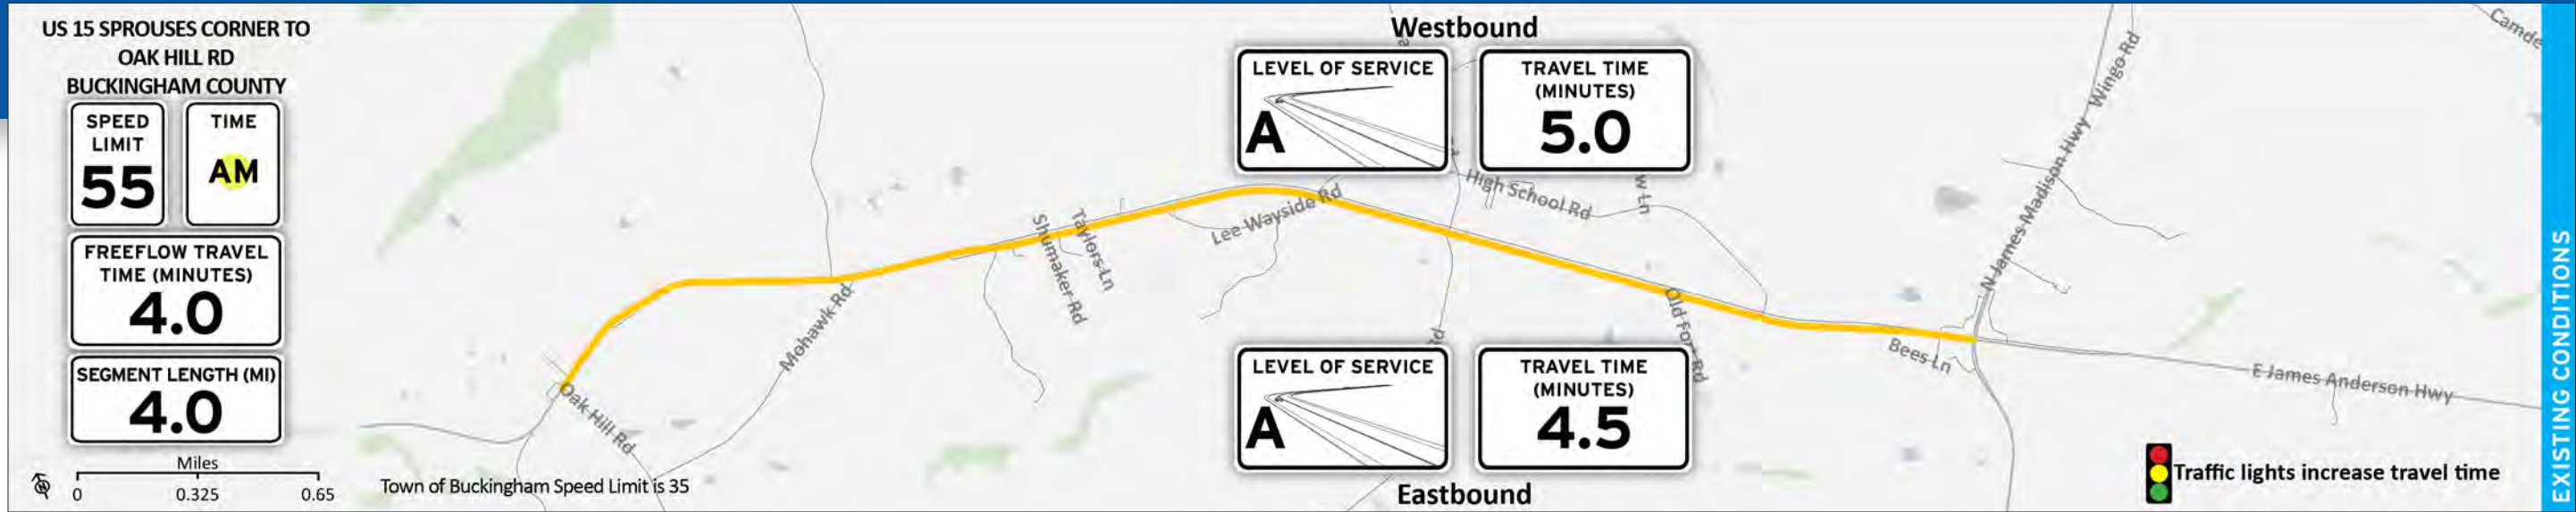 US 15 SPROUSES CORNER TO
OAK HILL RD
BUCKINGHAM COUNTY
SPEED
LIMIT
55
TIME
AM
FREEFLOW TRAVEL
TIME (MINUTES)
4.0
SEGMENT LENGTH (MI)
4.0
Miles
0 0.325 0.65
Town of Buckingham Speed Limit is 35
Westbound
LEVEL OF SERVICE
A
TRAVEL TIME
(MINUTES)
5.0
Oak Hill Rd
Mohawk Rd
Shumaker Rd
Taylors Ln
Lee Wayside Rd
High School Rd
w Ln
Rd
Old Fort Rd
Bees Ln
N James Madison Hwy
Wingo Rd
Camde
E James Anderson Hwy
LEVEL OF SERVICE
A
TRAVEL TIME
(MINUTES)
4.5
Eastbound
Traffic lights increase travel time
EXISTING CONDITIONS